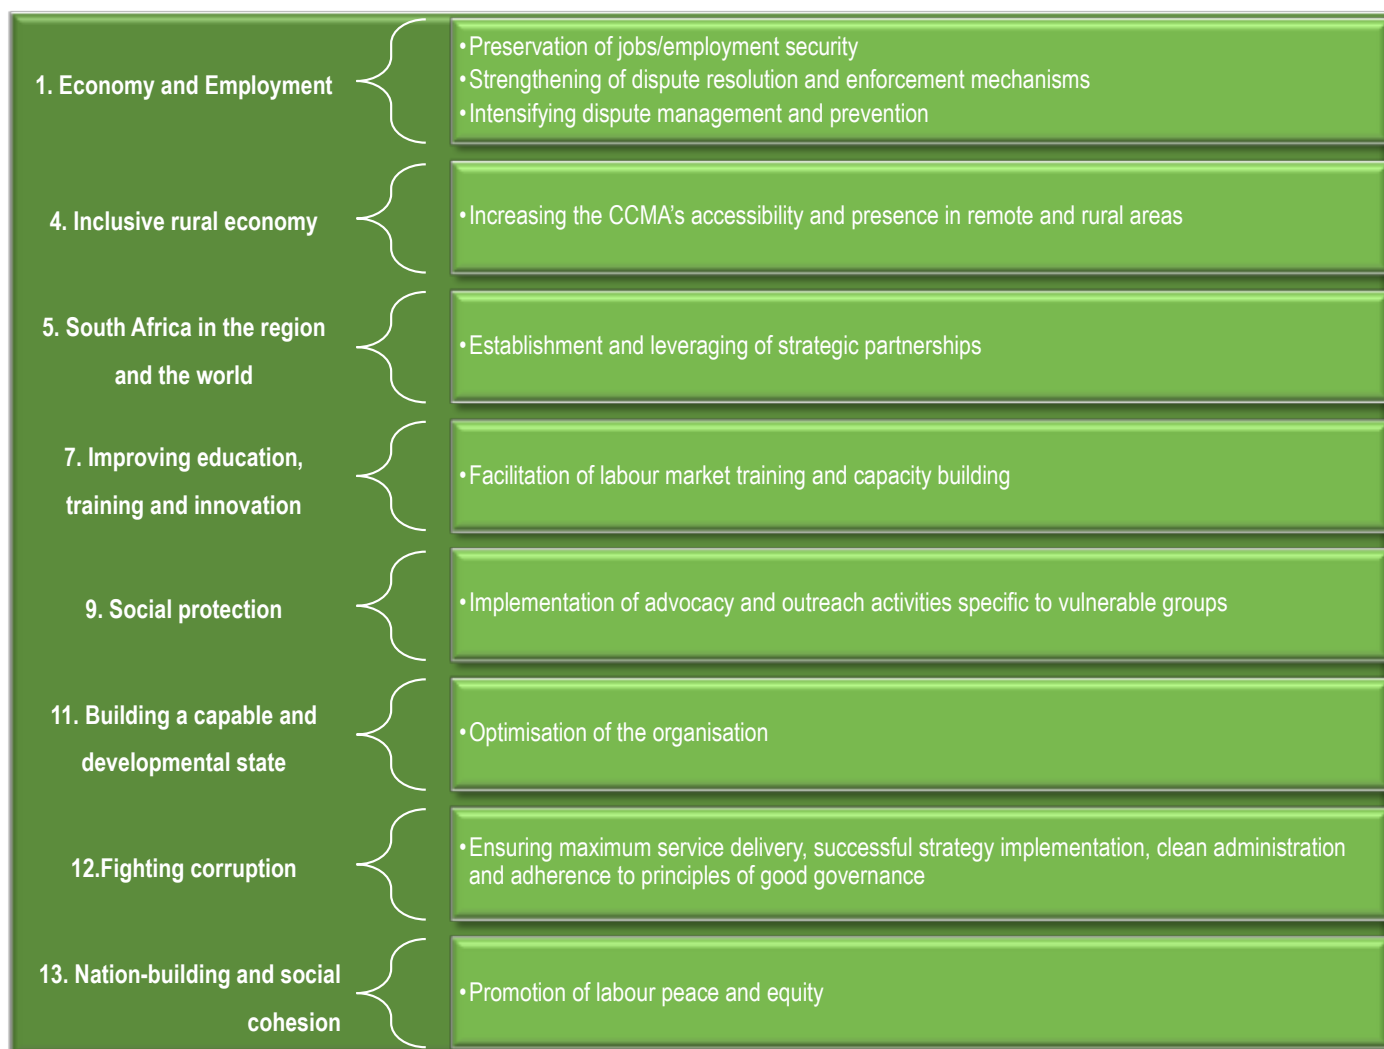 1. Economy and Employment
•Preservation of jobs/employment security
•Strengthening of dispute resolution and enforcement mechanisms
•Intensifying dispute management and prevention
4. Inclusive rural economy
•Increasing the CCMA’s accessibility and presence in remote and rural areas
5. South Africa in the region
and the world
•Establishment and leveraging of strategic partnerships
7. Improving education,
training and innovation
•Facilitation of labour market training and capacity building
9. Social protection
•Implementation of advocacy and outreach activities specific to vulnerable groups
11. Building a capable and
developmental state
•Optimisation of the organisation
12.Fighting corruption
•Ensuring maximum service delivery, successful strategy implementation, clean administration
and adherence to principles of good governance
13. Nation-building and social
cohesion
•Promotion of labour peace and equity